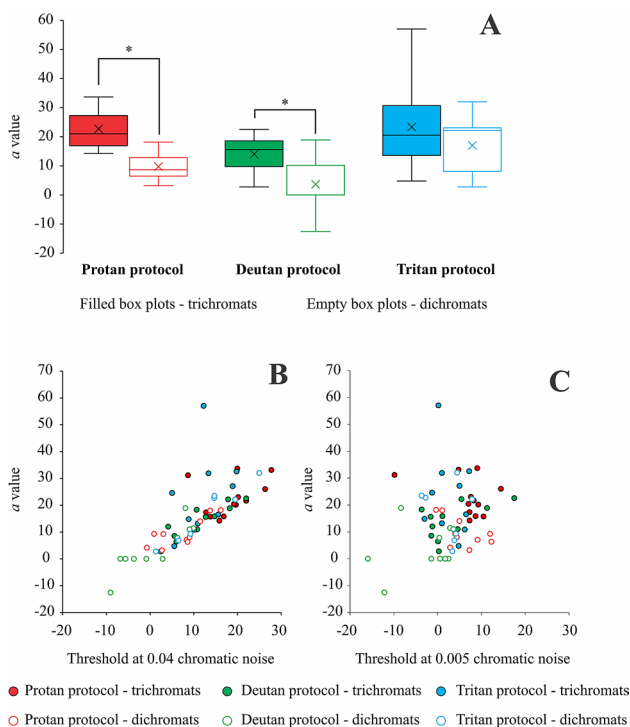 A
60
50
40
30
20
10
0
-10
-20
a value
*
*
Protan protocol Deutan protocol Tritan protocol
Filled box plots - trichromats Empty box plots - dichromats
B
70
60
50
40
30
20
10
0
-10
-20
a value
-20 -10 0 10 20 30
Threshold at 0.04 chromatic noise
C
70
60
50
40
30
20
10
0
-10
-20
a value
-20 -10 0 10 20 30
Threshold at 0.005 chromatic noise
Protan protocol - trichromats Deutan protocol - trichromats Tritan protocol - trichromats
Protan protocol - dichromats Deutan protocol - dichromats Tritan protocol - dichromats